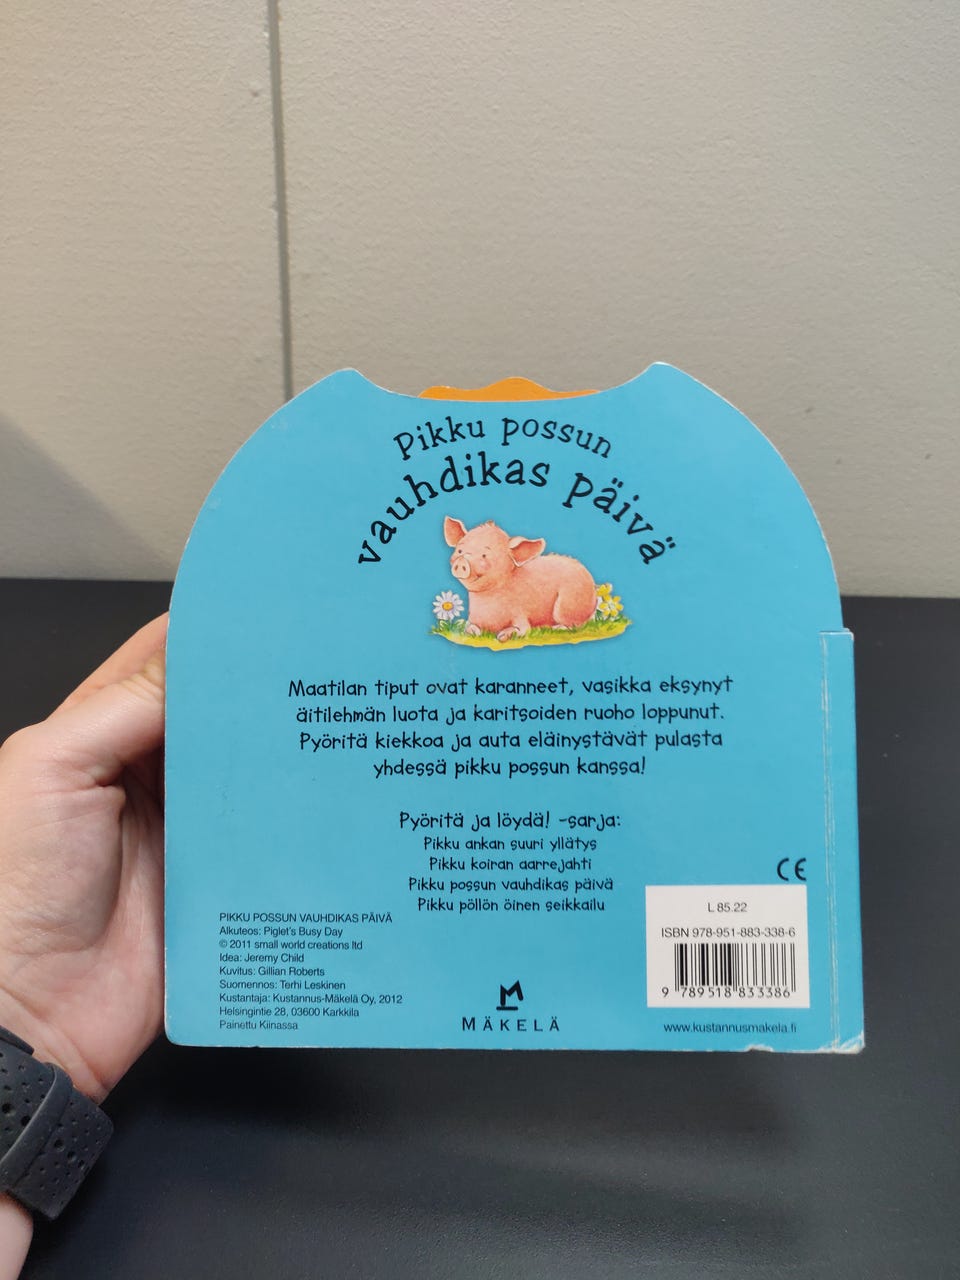 Pikku possun
vauhdikas päivä
Maatilan tiput ovat karanneet, vasikka eksynyt
äitilehmän luota ja karitsoiden ruoho loppunut.
Pyöritä kiekkoa ja auta eläinystävät pulasta
yhdessä pikku possun kanssa!
Pyöritä ja löydä! -sarja:
Pikku ankan suuri yllätys
Pikku koiran aarrejahti
Pikku possun vauhdikas päivä
Pikku pöllön öinen seikkailu
PIKKU POSSUN VAUHDIKAS PÄIVÄ
Alkuteos: Piglet's Busy Day
© 2011 small world creations ltd
Idea: Jeremy Child
Kuvitus: Gillian Roberts
Suomennos: Terhi Leskinen
Kustantaja: Kustannus-Mäkelä Oy, 2012
Helsingintie 28, 03600 Karkkila
Painettu Kiinassa
MÄKELÄ
CE
L 85.22
ISBN 978-951-883-338-6
9 789518 833386
www.kustannusmakela.fi